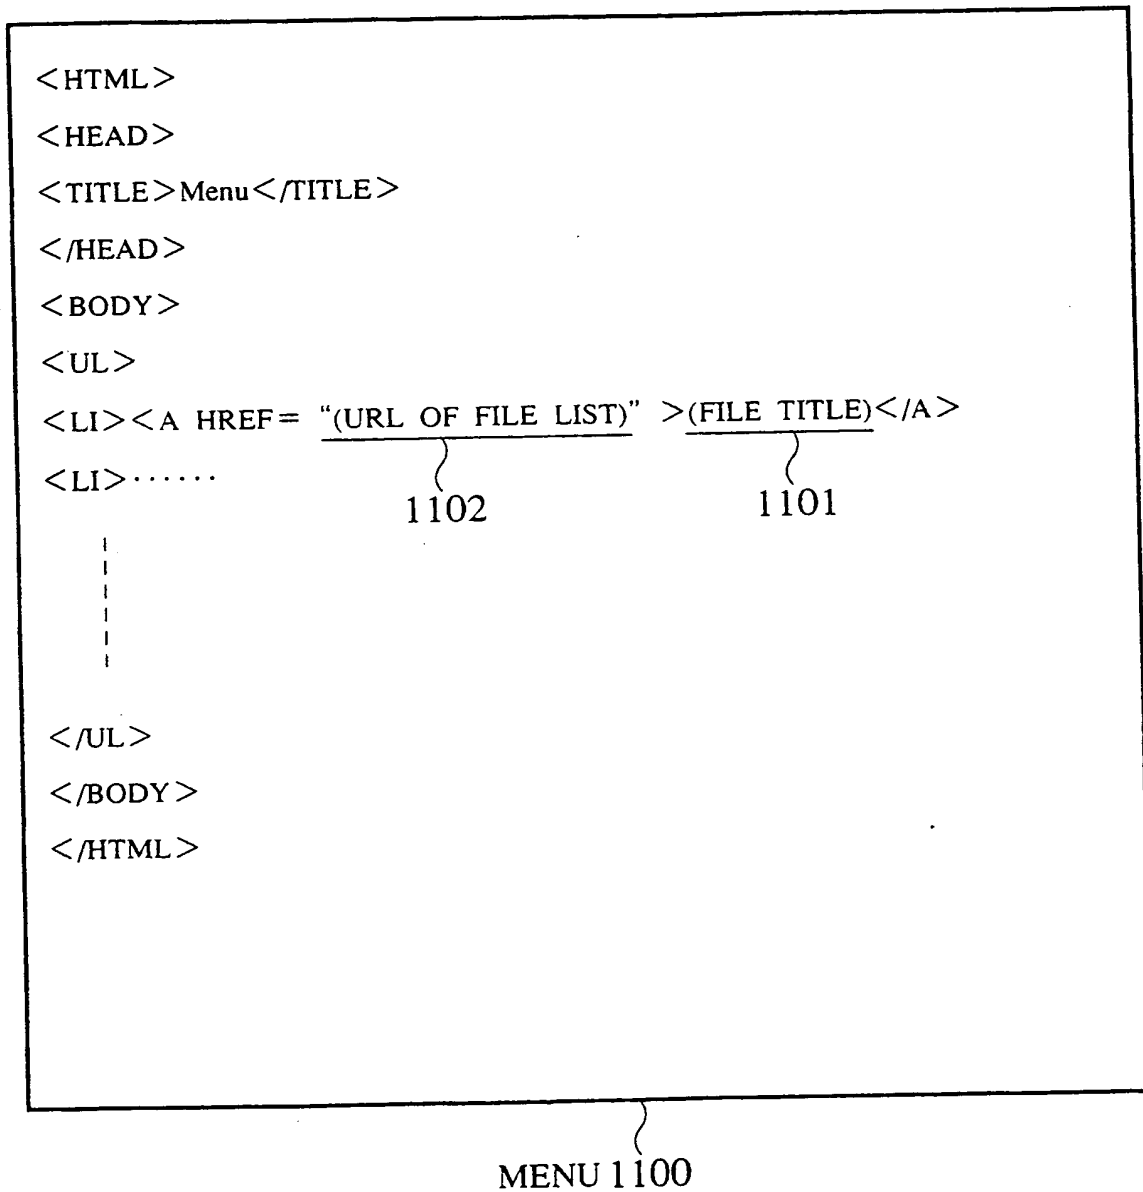 <HTML>
<HEAD>
<TITLE>Menu</TITLE>
</HEAD>
<BODY>
<UL>
<LI><A HREF= “(URL OF FILE LIST)” >(FILE TITLE)</A>
<LI>······
1102 1101
</UL>
</BODY>
</HTML>
MENU 1100